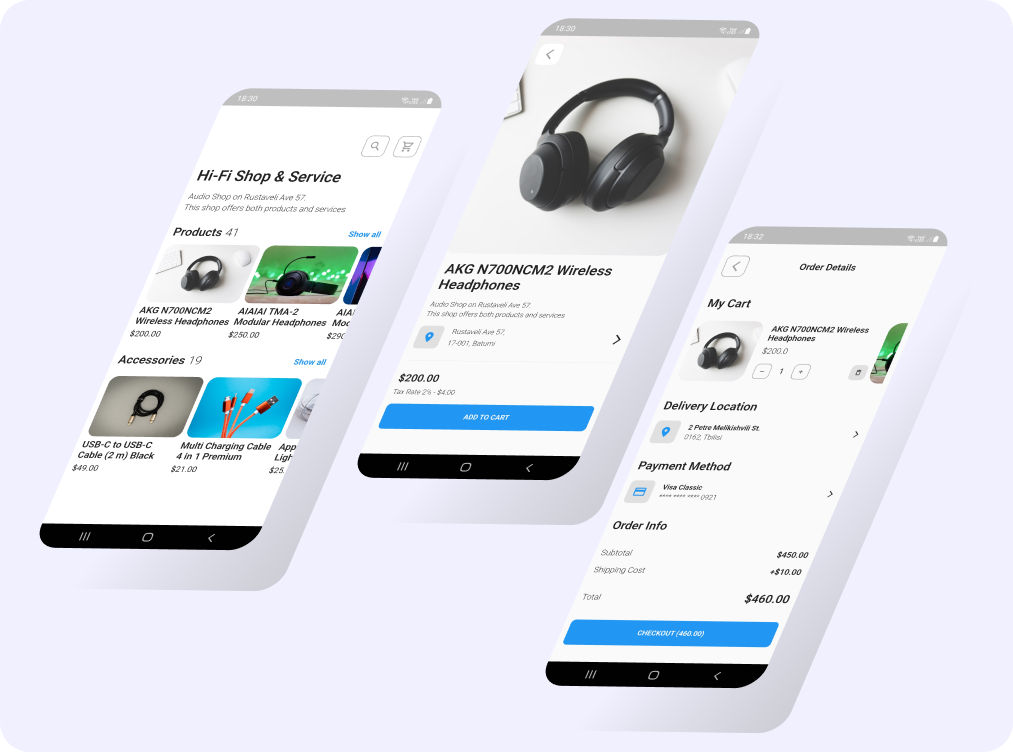 18:30
Hi-Fi Shop & Service
Audio Shop on Rustaveli Ave 57.
This shop offers both products and services
Products 41
Show all
AKG N700NCM2
Wireless Headphones
$200.00
AIAIAI TMA-2
Modular Headphones
$250.00
AIAI
Moc
$290
Accessories 19
Show all
USB-C to USB-C
Cable (2 m) Black
$49.00
Multi Charging Cable
4 in 1 Premium
$21.00
App
Ligh
$25.
18:30
AKG N700NCM2 Wireless
Headphones
Audio Shop on Rustaveli Ave 57.
This shop offers both products and services
Rustaveli Ave 57.
17-001, Batumi
$200.00
Tax Rate 2% - $4.00
ADD TO CART
18:32
Order Details
My Cart
AKG N700NCM2 Wireless
Headphones
$200.0
1
Delivery Location
2 Petre Melikishvili St.
0162, Tbilisi
Payment Method
Visa Classic
**** **** **** 0921
Order Info
Subtotal
$450.00
Shipping Cost
+$10.00
Total
$460.00
CHECKOUT (460.00)